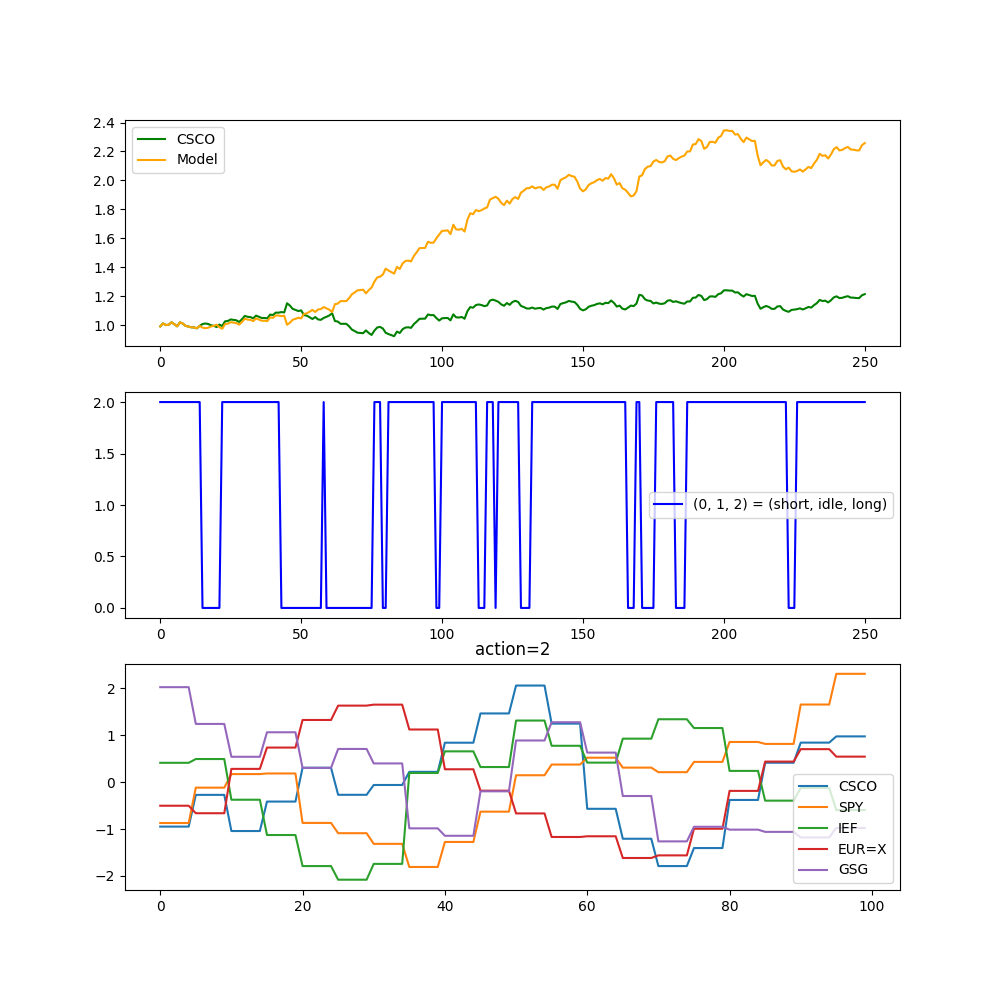 2.4
2.2
2.0
1.8
1.6
1.4
1.2
1.0
CSCO
Model
0 50 100 150 200 250
2.0
1.5
1.0
0.5
0.0
(0, 1, 2) = (short, idle, long)
0 50 100 150 200 250
action=2
2
1
0
−1
−2
CSCO
SPY
IEF
EUR=X
GSG
0 20 40 60 80 100